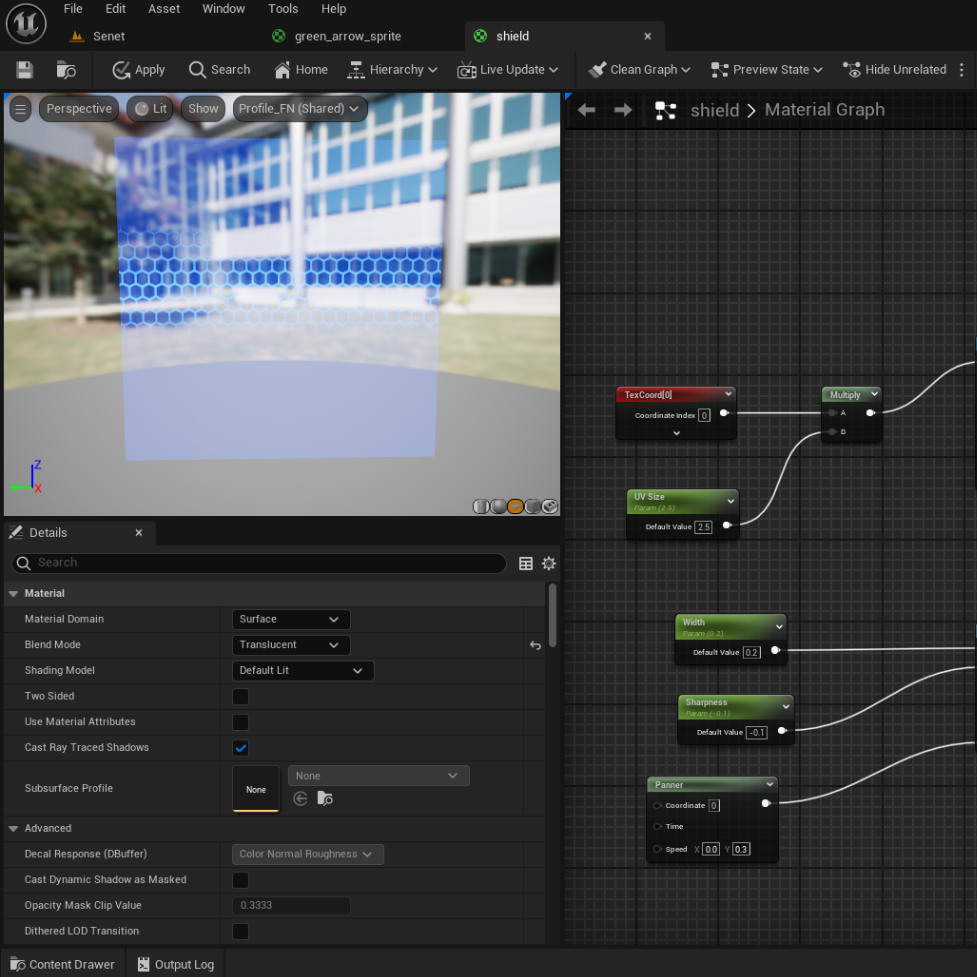 File Edit Asset Window Tools Help
Senet green_arrow_sprite shield
Apply Search Home Hierarchy Live Update Clean Graph Preview State Hide Unrelated
Perspective Lit Show Profile_FN (Shared)
shield > Material Graph
TexCoord[0]
Coordinate Index 0
Multiply
A
B
UV Size
Param (2.5)
Default Value 2.5
Width
Param (0.2)
Default Value 0.2
Sharpness
Param (-0.1)
Default Value -0.1
Panner
Coordinate 0
Time
Speed X 0.0 Y 0.3
Z
X
Details
Search
Material
Material Domain Surface
Blend Mode Translucent
Shading Model Default Lit
Two Sided
Use Material Attributes
Cast Ray Traced Shadows
Subsurface Profile None None
Advanced
Decal Response (DBuffer) Color Normal Roughness
Cast Dynamic Shadow as Masked
Opacity Mask Clip Value 0.3333
Dithered LOD Transition
Content Drawer Output Log